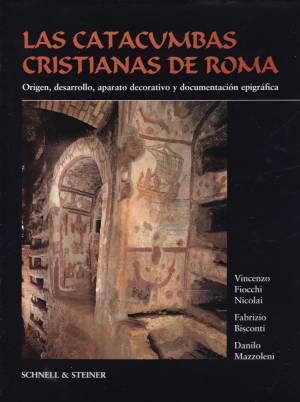 LAS CATACUMBAS
CRISTIANAS DE ROMA
Origen, desarrollo, aparato decorativo y documentación epigráfica
Vincenzo
Fiocchi
Nicolai
Fabrizio
Bisconti
Danilo
Mazzoleni
SCHNELL & STEINER